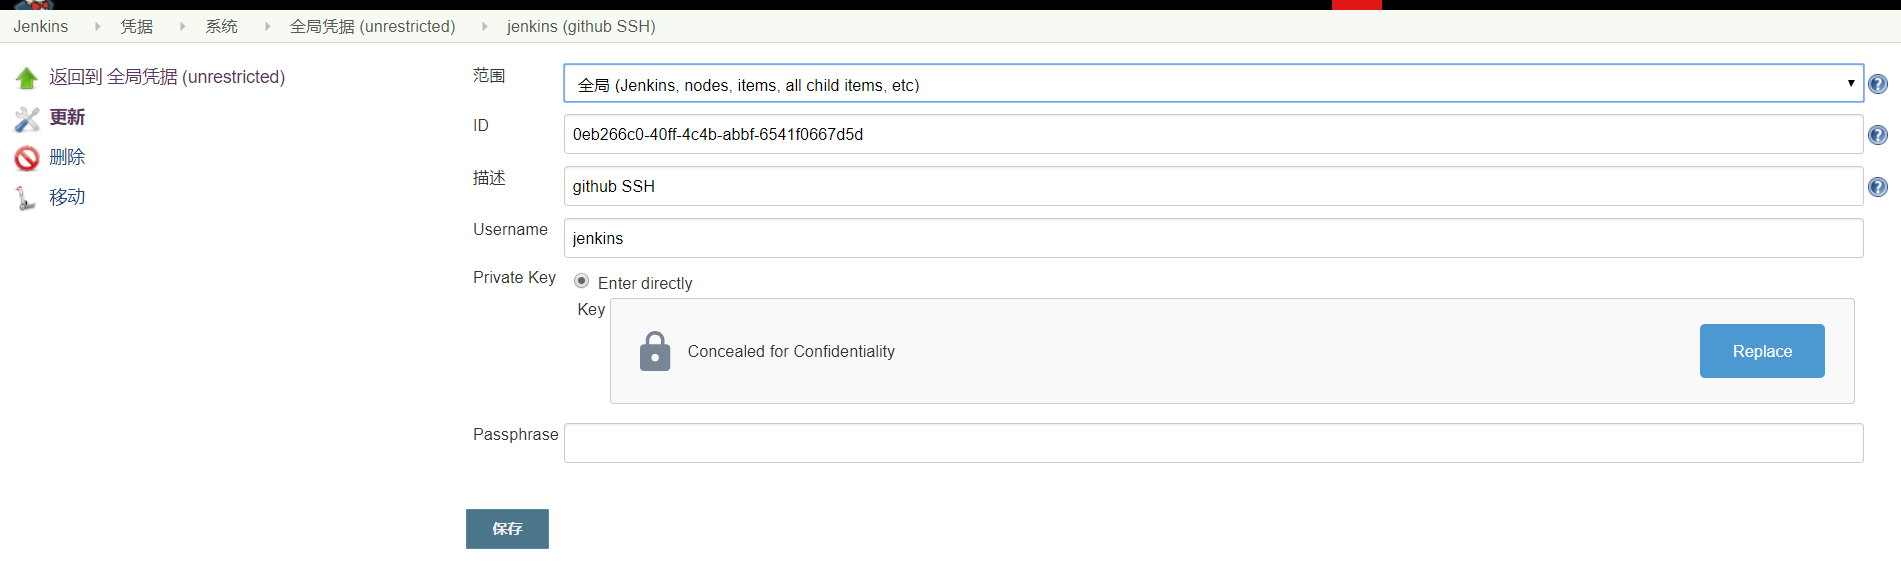 Jenkins 凭据 系统 全局凭据 (unrestricted) jenkins (github SSH)
返回到 全局凭据 (unrestricted)
更新
删除
移动
范围 全局 (Jenkins, nodes, items, all child items, etc)
ID 0eb266c0-40ff-4c4b-abbf-6541f0667d5d
描述 github SSH
Username jenkins
Private Key Enter directly
Key Concealed for Confidentiality Replace
Passphrase
保存